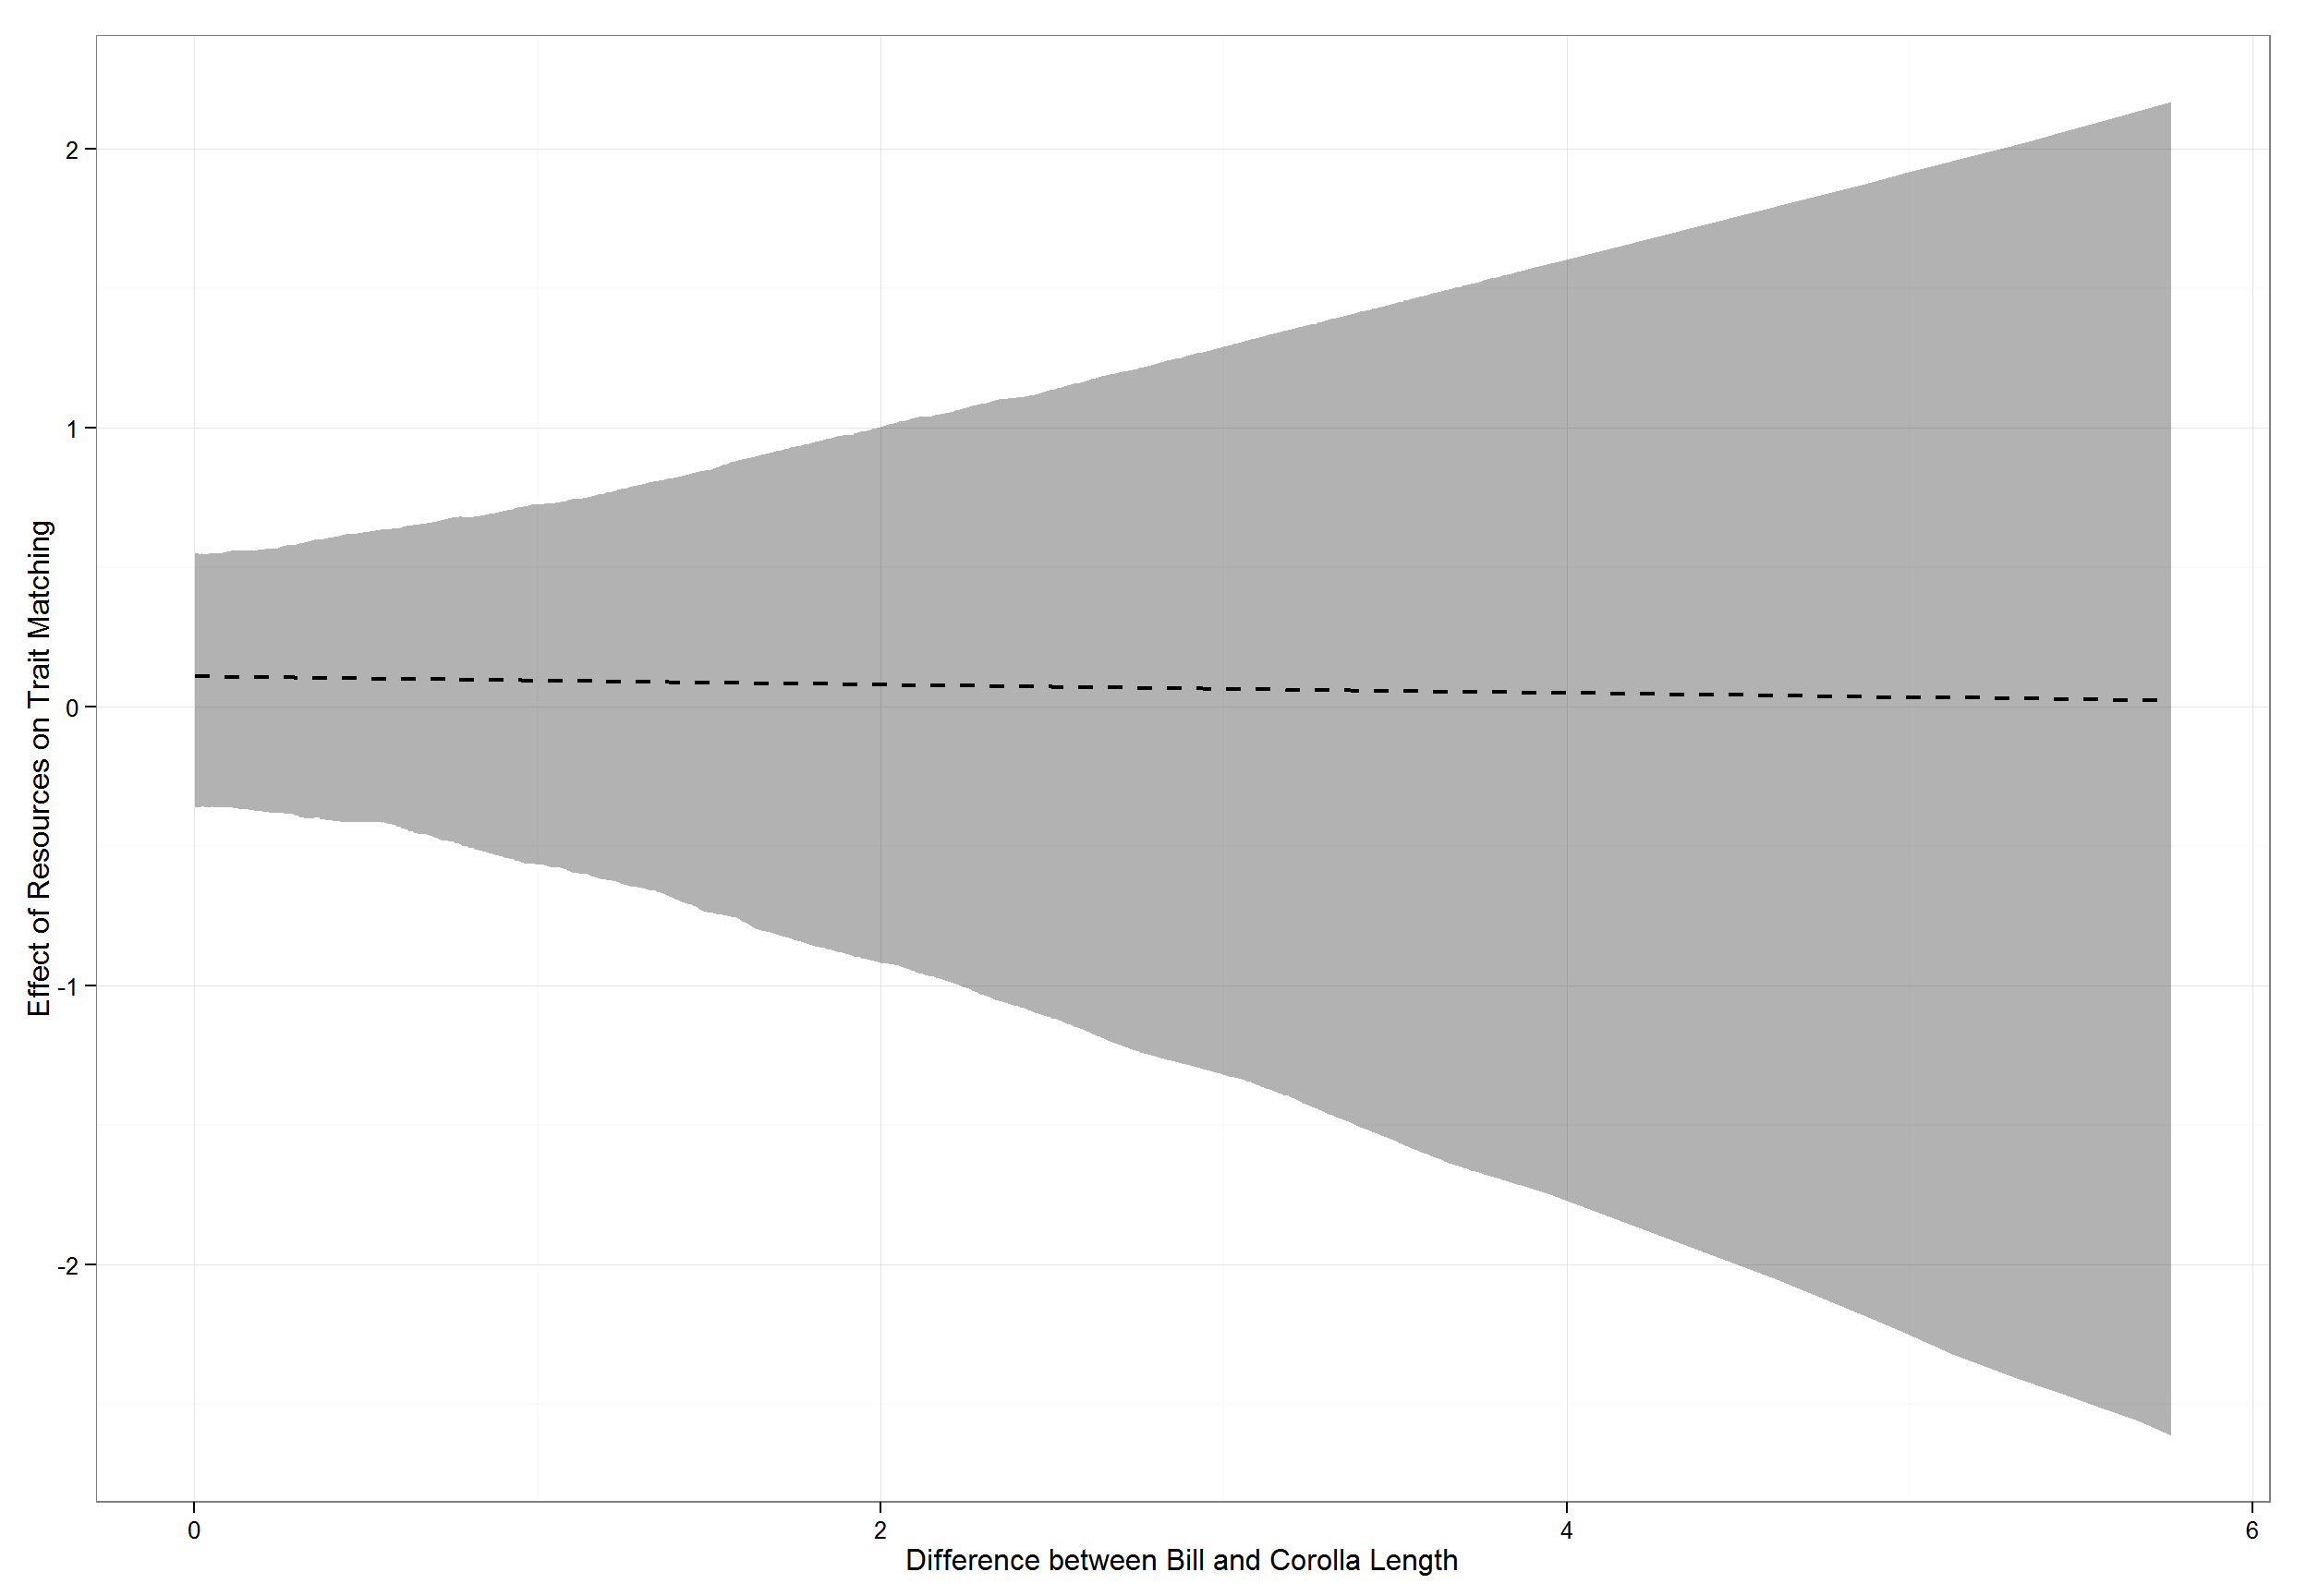 Effect of Resources on Trait Matching
2
1
0
-1
-2
0 2 4 6
Difference between Bill and Corolla Length